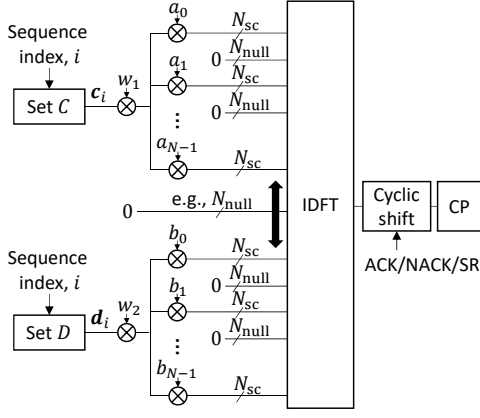 Sequence index, i
Set C
c_i
w_1
a_0
N_sc
0 N_null
a_1
N_sc
0 N_null
...
a_{N-1}
N_sc
0
e.g., N_null
IDFT
Cyclic shift
CP
ACK/NACK/SR
Sequence index, i
Set D
d_i
w_2
b_0
N_sc
0 N_null
b_1
N_sc
0 N_null
...
b_{N-1}
N_sc